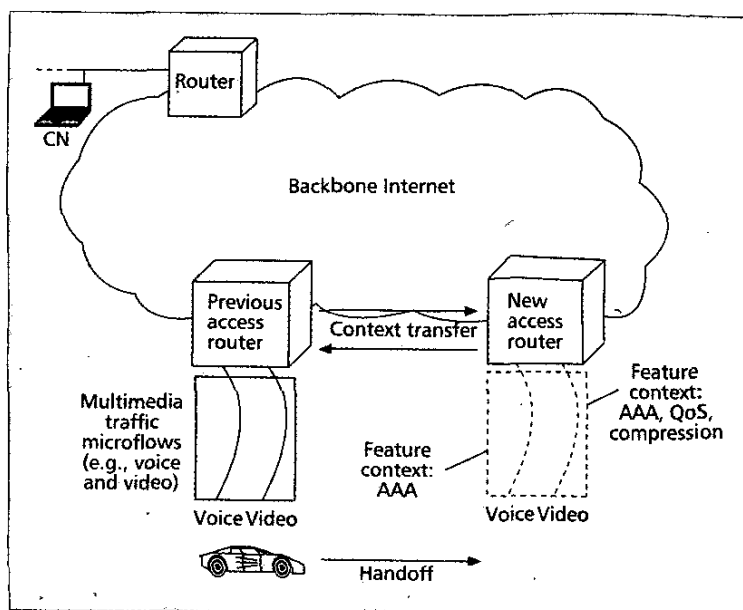 Router
CN
Backbone Internet
Previous
access
router
Context transfer
New
access
router
Multimedia
traffic
microflows
(e.g., voice
and video)
Feature
context:
AAA
Feature
context:
AAA, QoS,
compression
Voice Video
Voice Video
Handoff